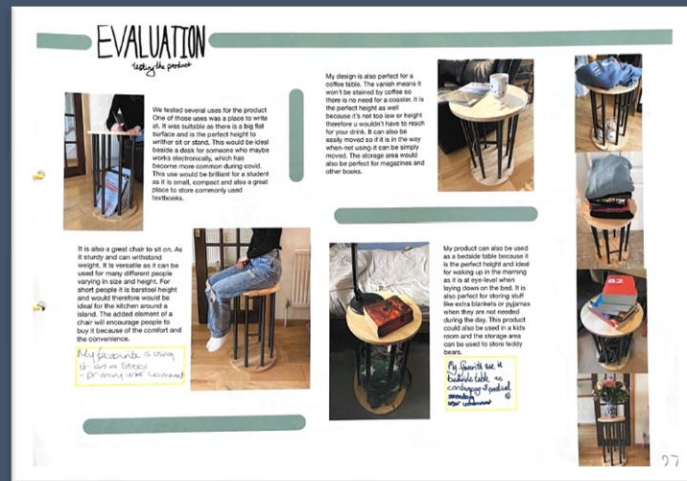 EVALUATION
testing the product
We tested several uses for the product
One of those uses was a place to write
at. It was suitable as there is a big flat
surface and is the perfect height to
wither sit or stand. This would be ideal
beside a desk for someone who maybe
works electronically, which has
become more common during covid.
This use would be brilliant for a student
as it is small, compact and also a great
place to store commonly used
textbooks.
My design is also perfect for a
coffee table. The vanish means it
won't be stained by coffee so
there is no need for a coaster. It is
the perfect height as well
because it's not too low or height
therefore u wouldn't have to reach
for your drink. It can also be
easily moved so if it is in the way
when not using it can be simply
moved. The storage area would
also be perfect for magazines and
other books.
It is also a great chair to sit on. As
it sturdy and can withstand
weight. It is versatile as it can be
used for many different people
varying in size and height. For
short people it is barstool height
and would therefore would be
ideal for the kitchen around a
island. The added element of a
chair will encourage people to
buy it because of the comfort and
the convenience.
My favourite is using
it as a stool
- primary user comment
My product can also be used
as a bedside table because it
is the perfect height and ideal
for waking up in the morning
as it is at eye-level when
laying down on the bed. It is
also perfect for storing stuff
like extra blankets or pyjamas
when they are not needed
during the day. This product
could also be used in a kids
room and the storage area
can be used to store teddy
bears.
My favourite use is
bedside table as
practical
user comment
B2
27